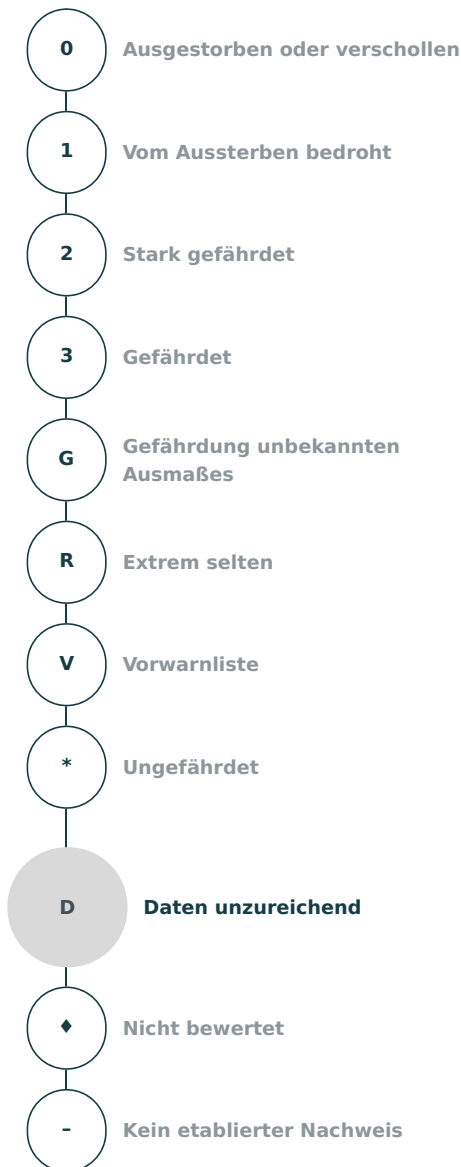 0 Ausgestorben oder verschollen
1 Vom Aussterben bedroht
2 Stark gefährdet
3 Gefährdet
G Gefährdung unbekannten
Ausmaßes
R Extrem selten
V Vorwarnliste
* Ungefährdet
D Daten unzureichend
♦ Nicht bewertet
– Kein etablierter Nachweis